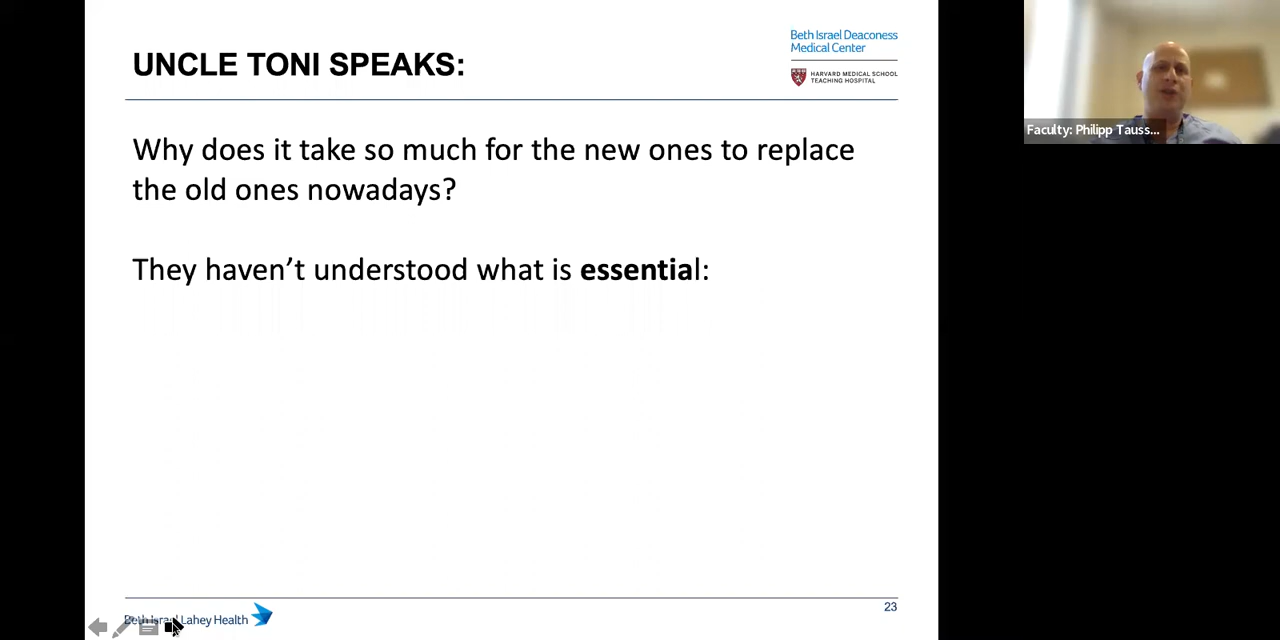 UNCLE TONI SPEAKS:
Beth Israel Deaconess
Medical Center
HARVARD MEDICAL SCHOOL
TEACHING HOSPITAL
Faculty: Philipp Tauss...
Why does it take so much for the new ones to replace
the old ones nowadays?
They haven’t understood what is essential:
Beth Israel Lahey Health
23